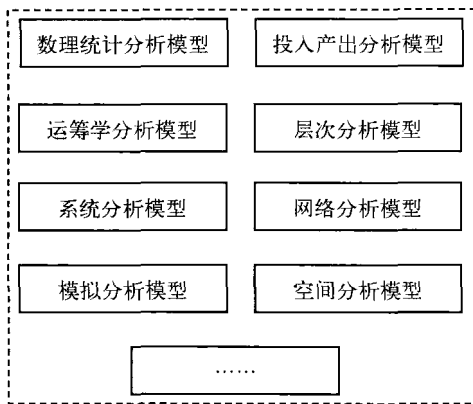 数理统计分析模型
投入产出分析模型
运筹学分析模型
层次分析模型
系统分析模型
网络分析模型
模拟分析模型
空间分析模型
……